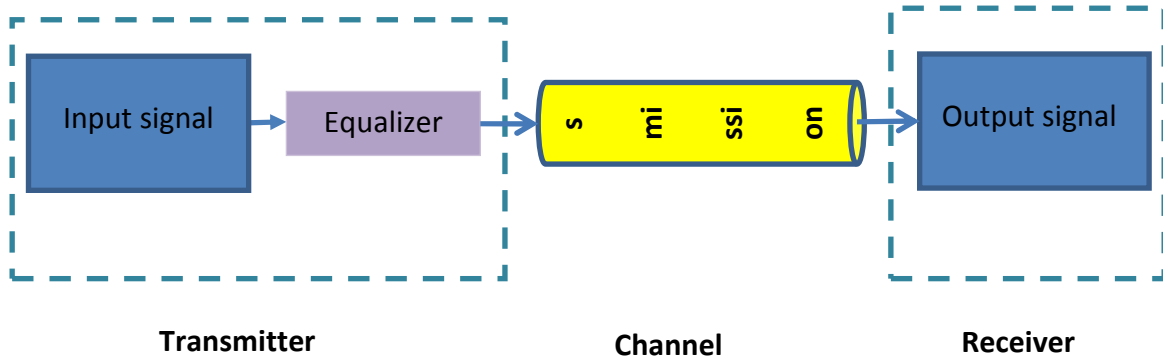 Input signal
Equalizer
s
mi
ssi
on
Output signal
Transmitter
Channel
Receiver